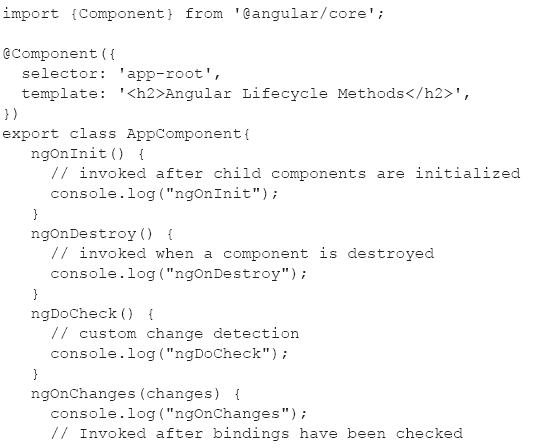 import {Component} from '@angular/core';
@Component({
selector: 'app-root',
template: '<h2>Angular Lifecycle Methods</h2>',
})
export class AppComponent{
ngOnInit() {
// invoked after child components are initialized
console.log("ngOnInit");
}
ngOnDestroy() {
// invoked when a component is destroyed
console.log("ngOnDestroy");
}
ngDoCheck() {
// custom change detection
console.log("ngDoCheck");
}
ngOnChanges(changes) {
console.log("ngOnChanges");
// Invoked after bindings have been checked